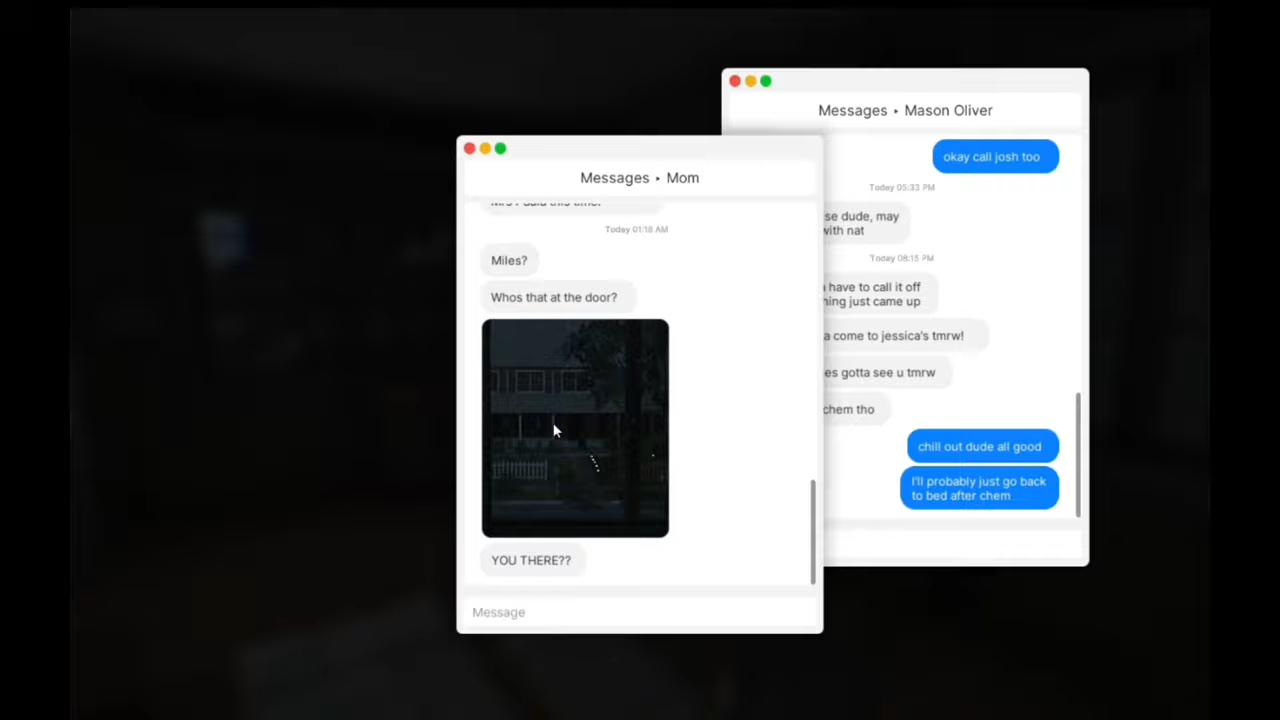 Messages • Mason Oliver
okay call josh too
Today 05:33 PM
se dude, may
with nat
Today 08:15 PM
have to call it off
ning just came up
a come to jessica's tmrw!
es gotta see u tmrw
chem tho
chill out dude all good
I'll probably just go back
to bed after chem
Messages • Mom
this time!
Today 01:18 AM
Miles?
Whos that at the door?
YOU THERE??
Message